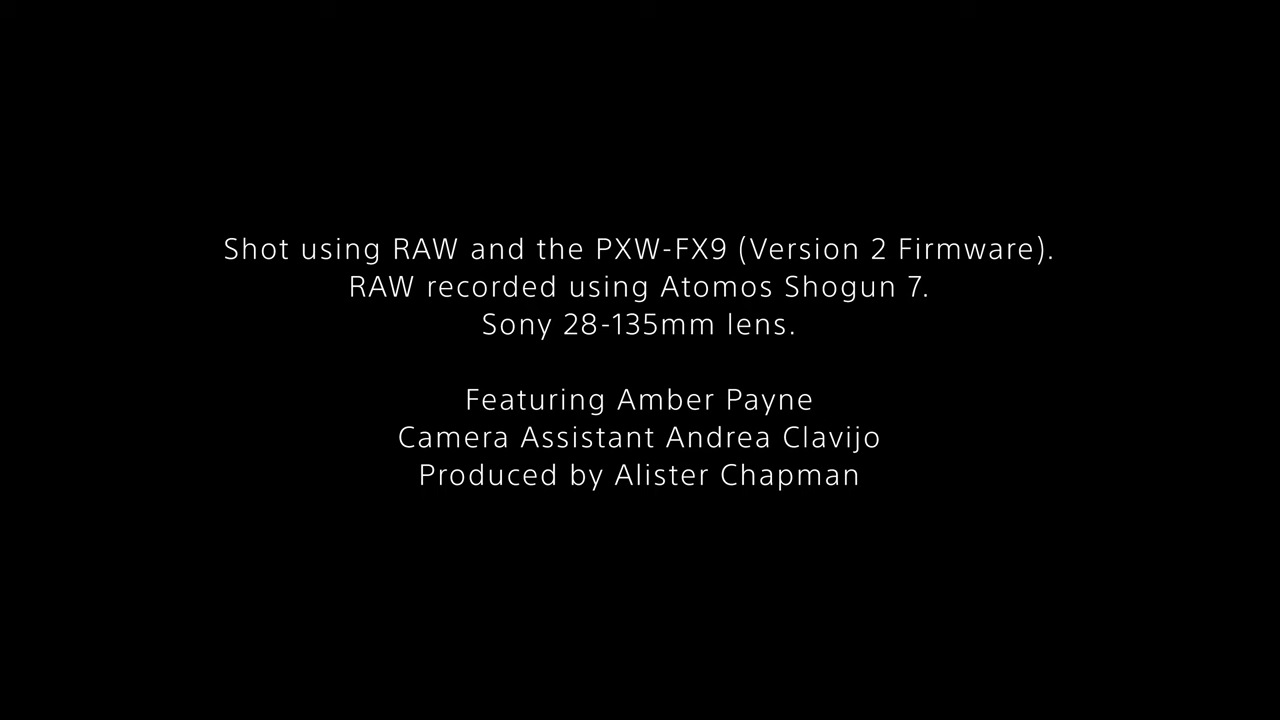 Shot using RAW and the PXW-FX9 (Version 2 Firmware).
RAW recorded using Atomos Shogun 7.
Sony 28-135mm lens.
Featuring Amber Payne
Camera Assistant Andrea Clavijo
Produced by Alister Chapman